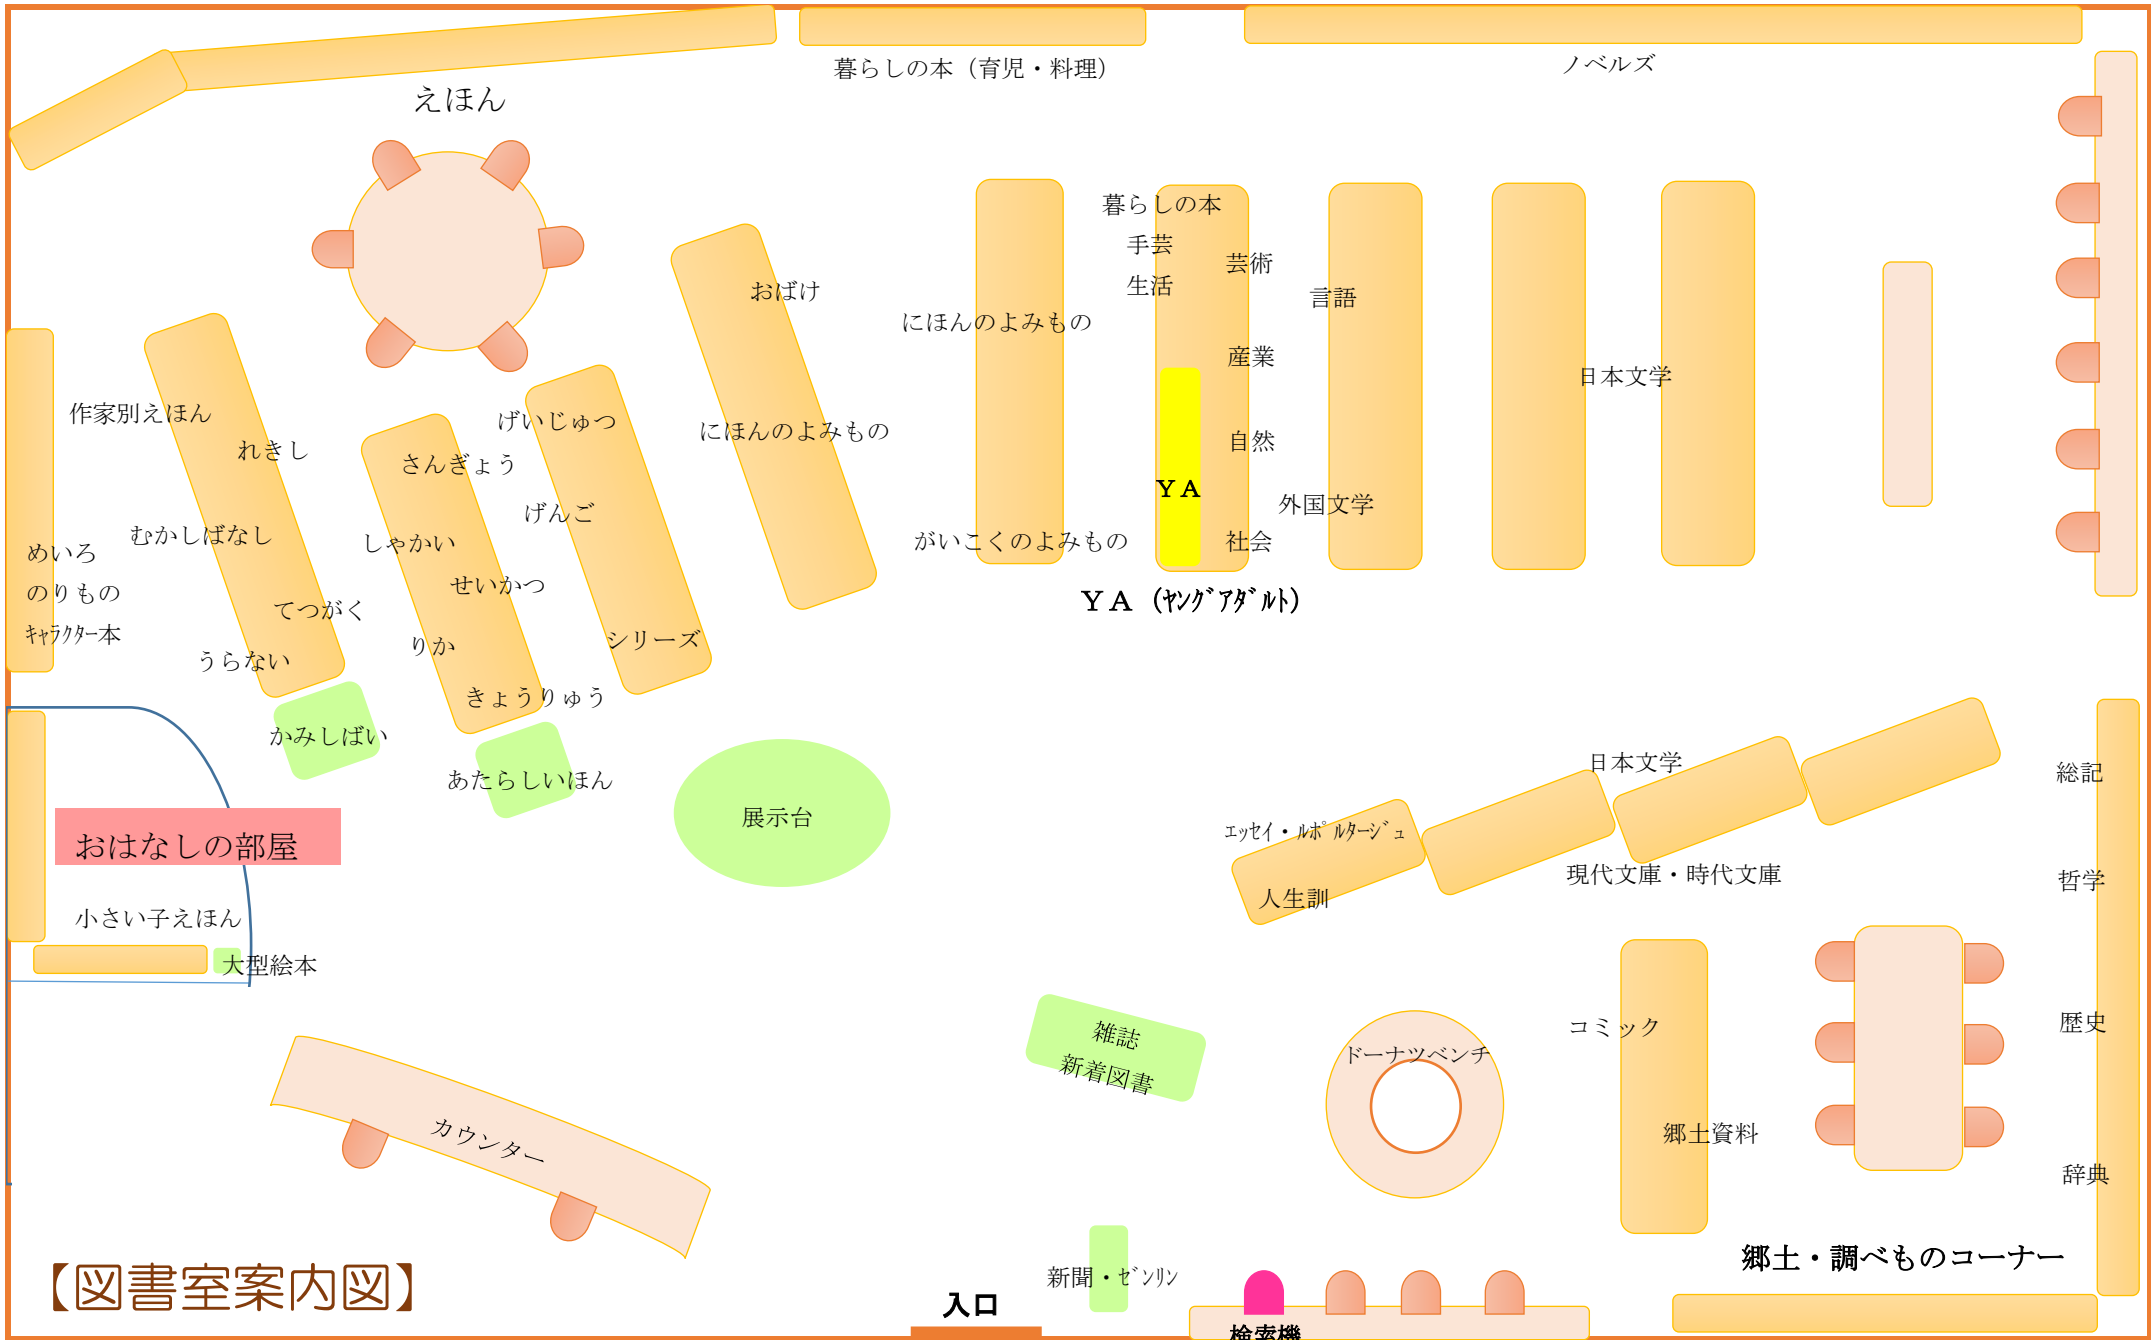 暮らしの本（育児・料理）
ノベルズ
えほん
暮らしの本
手芸
生活
芸術
言語
おばけ
にほんのよみもの
産業
日本文学
作家別えほん
れきし
げいじゅつ
さんぎょう
にほんのよみもの
自然
ＹＡ
外国文学
げんご
むかしばなし
しゃかい
がいこくのよみもの
社会
めいろ
のりもの
ｷｬﾗｸﾀｰ本
せいかつ
てつがく
ＹＡ（ﾔﾝｸﾞｱﾀﾞﾙﾄ）
うらない
りか
シリーズ
きょうりゅう
かみしばい
あたらしいほん
展示台
日本文学
総記
ｴｯｾｲ・ﾙﾎﾟﾙﾀｰｼﾞｭ
人生訓
現代文庫・時代文庫
哲学
おはなしの部屋
小さい子えほん
大型絵本
雑誌
新着図書
ドーナツベンチ
コミック
歴史
カウンター
郷土資料
辞典
郷土・調べものコーナー
【図書室案内図】
新聞・ｾﾞﾝﾘﾝ
入口
検索機